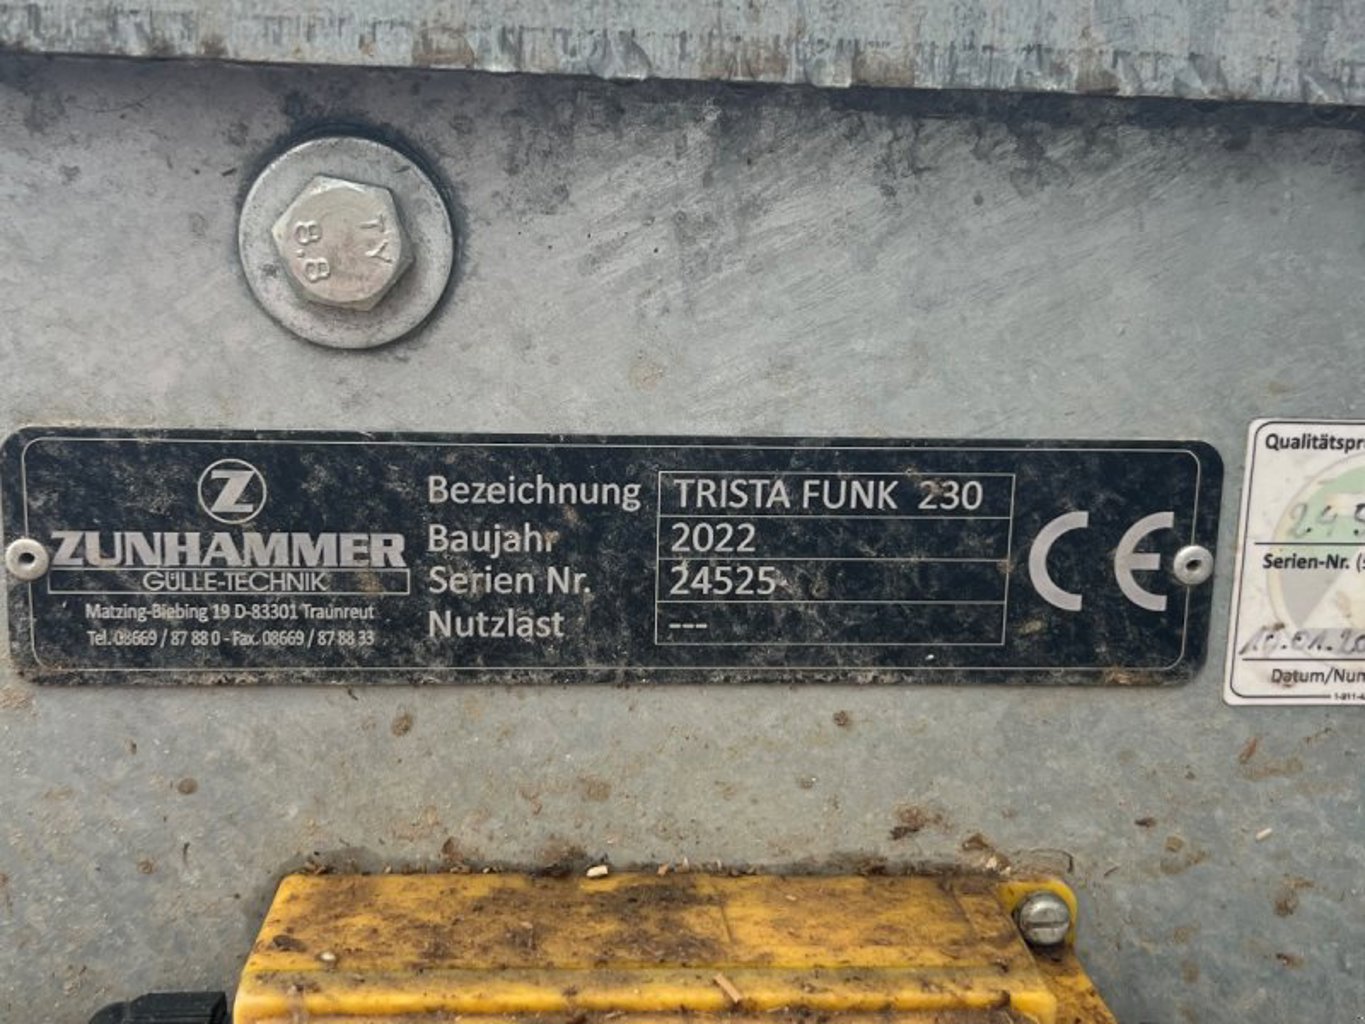 TY
8.8
Z
ZUNHAMMER
GÜLLE-TECHNIK
Matzing-Biebing 19 D-83301 Traunreut
Tel. 08669 / 87 88 0 - Fax. 08669 / 87 88 33
Bezeichnung TRISTA FUNK 230
Baujahr 2022
Serien Nr. 24525
Nutzlast ---
CE
Qualitätspr
245
Serien-Nr. (s
Datum/Num